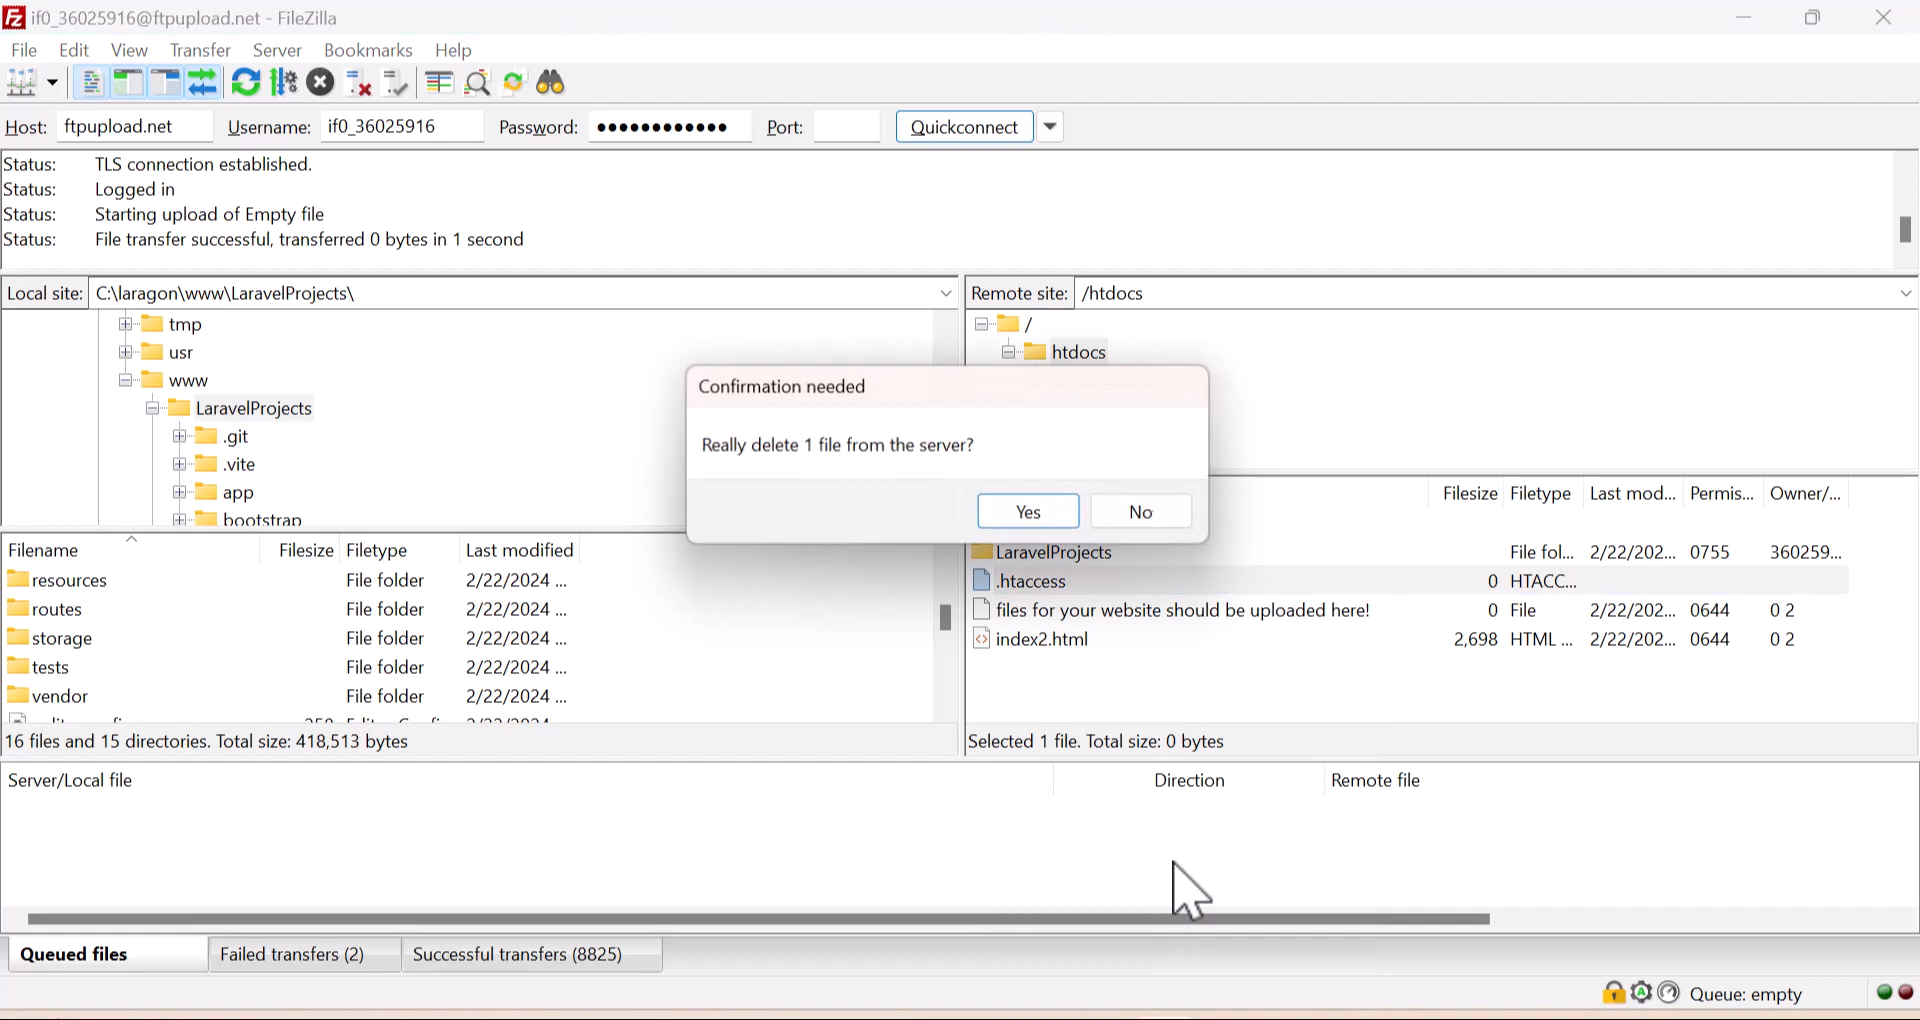 if0_36025916@ftpupload.net - FileZilla
File Edit View Transfer Server Bookmarks Help
Host: ftpupload.net Username: if0_36025916 Password: •••••••••••• Port: Quickconnect
Status: TLS connection established.
Status: Logged in
Status: Starting upload of Empty file
Status: File transfer successful, transferred 0 bytes in 1 second
Local site: C:\laragon\www\LaravelProjects\
tmp
usr
www
LaravelProjects
.git
.vite
app
bootstrap
Remote site: /htdocs
/
htdocs
Confirmation needed
Really delete 1 file from the server?
Yes No
Filename Filesize Filetype Last modified
resources File folder 2/22/2024 ...
routes File folder 2/22/2024 ...
storage File folder 2/22/2024 ...
tests File folder 2/22/2024 ...
vendor File folder 2/22/2024 ...
16 files and 15 directories. Total size: 418,513 bytes
Filesize Filetype Last mod... Permis... Owner/...
LaravelProjects File fol... 2/22/202... 0755 360259...
.htaccess 0 HTACC...
files for your website should be uploaded here! 0 File 2/22/202... 0644 0 2
index2.html 2,698 HTML ... 2/22/202... 0644 0 2
Selected 1 file. Total size: 0 bytes
Server/Local file Direction Remote file
Queued files Failed transfers (2) Successful transfers (8825)
Queue: empty